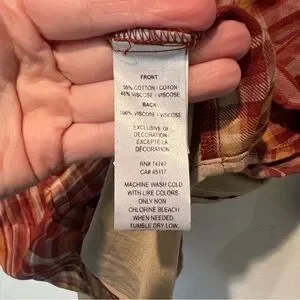 FRONT
55% COTTON / COTON
45% VISCOSE / VISCOSE
BACK
100% VISCOSE / VISCOSE
EXCLUSIVE OF
DECORATION
EXCEPTÉ LA
DÉCORATION
RN# 74747
CA# 45117
MACHINE WASH COLD
WITH LIKE COLORS.
ONLY NON
CHLORINE BLEACH
WHEN NEEDED.
TUMBLE DRY LOW.